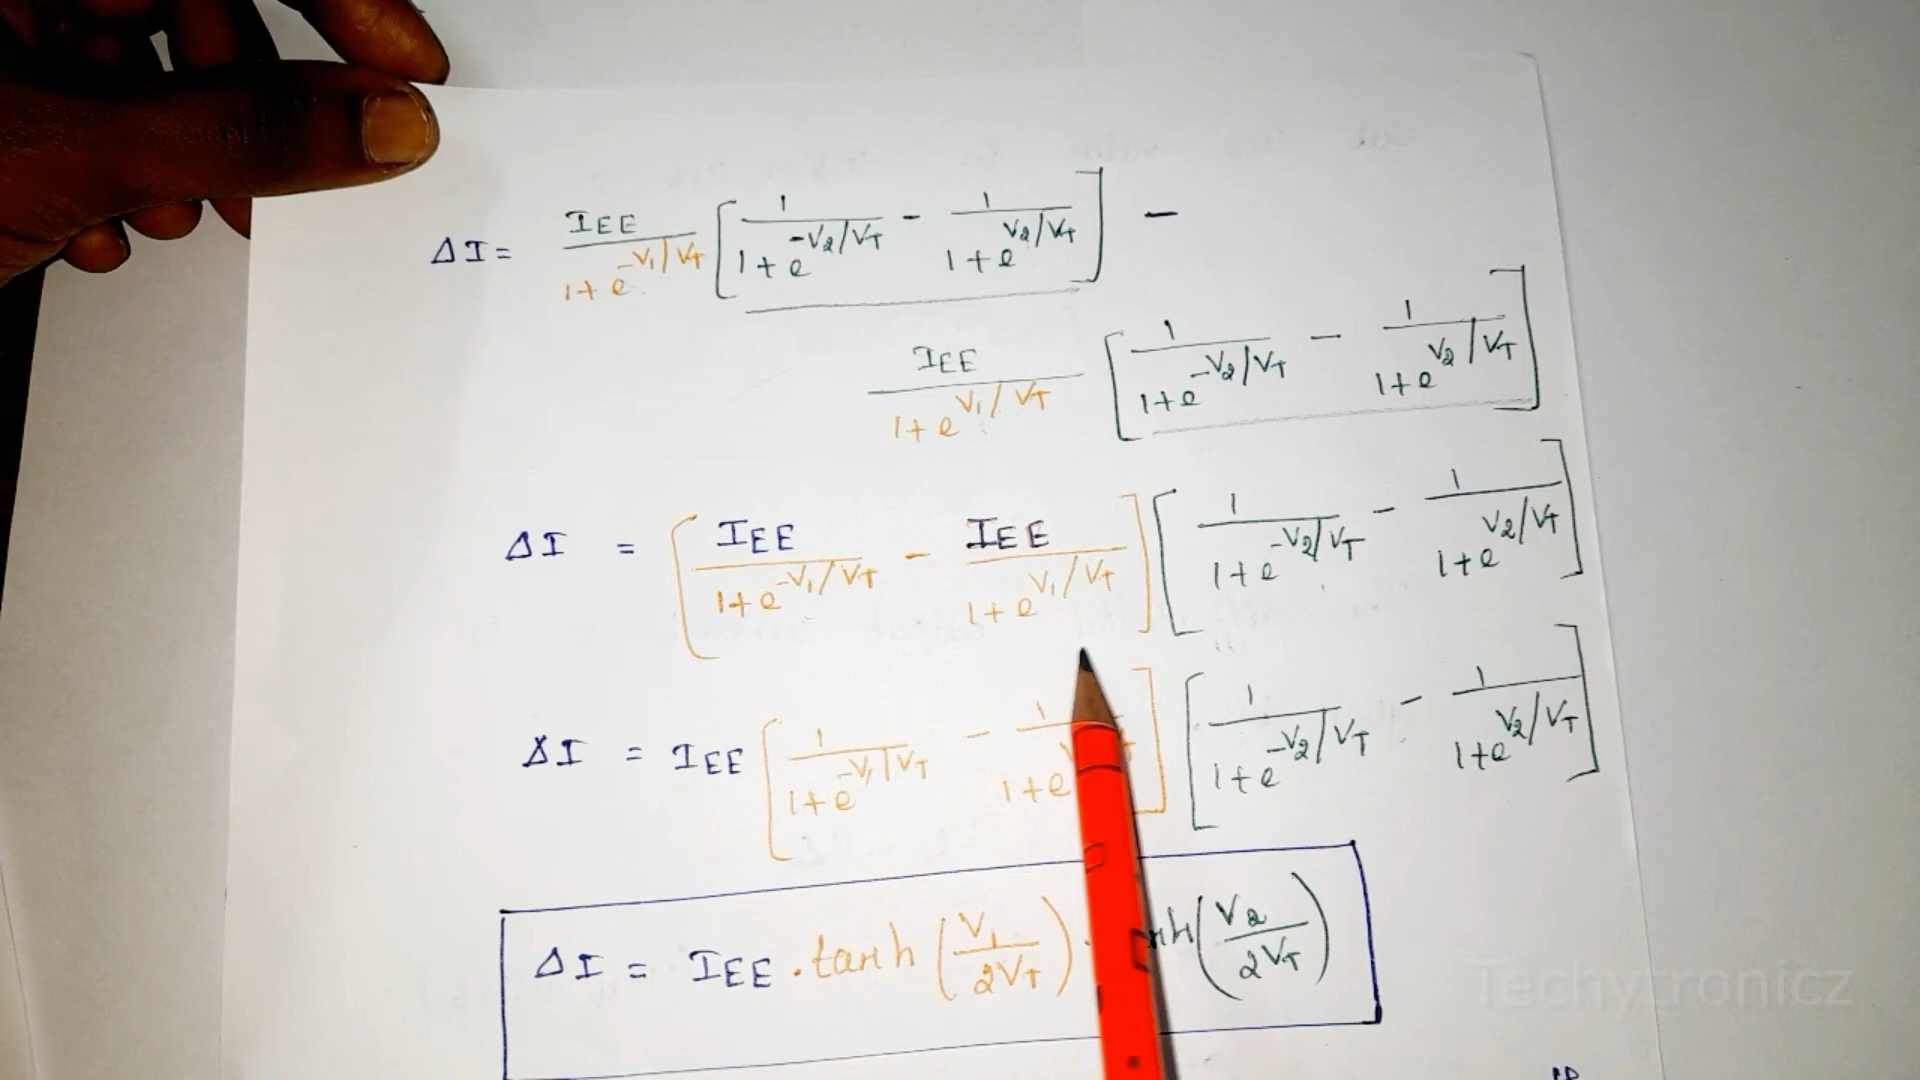 ΔI = IEE / (1 + e^(-V1/VT)) [1 / (1 + e^(-V2/VT)) - 1 / (1 + e^(V2/VT))] -
IEE / (1 + e^(V1/VT)) [1 / (1 + e^(-V2/VT)) - 1 / (1 + e^(V2/VT))]
ΔI = [IEE / (1 + e^(-V1/VT)) - IEE / (1 + e^(V1/VT))] [1 / (1 + e^(-V2/VT)) - 1 / (1 + e^(V2/VT))]
ΔI = IEE [1 / (1 + e^(-V1/VT)) - 1 / (1 + e] [1 / (1 + e^(-V2/VT)) - 1 / (1 + e^(V2/VT))]
ΔI = IEE . tanh (V1 / 2VT) . nh (V2 / 2VT)
Techytronicz